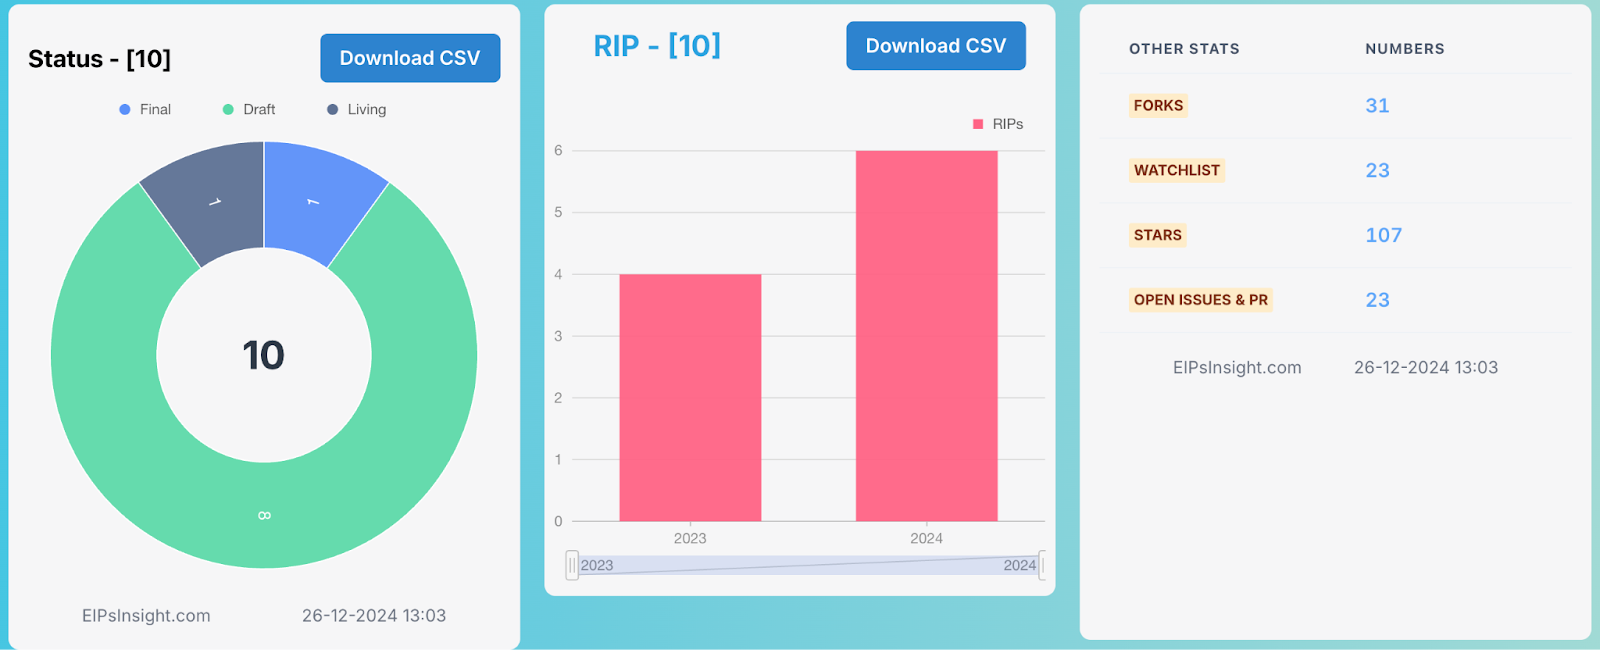 Status - [10]
Download CSV
Final
Draft
Living
1
1
8
10
EIPsInsight.com
26-12-2024 13:03
RIP - [10]
Download CSV
RIPs
6
5
4
3
2
1
0
2023
2024
2023
2024
OTHER STATS NUMBERS
FORKS 31
WATCHLIST 23
STARS 107
OPEN ISSUES & PR 23
EIPsInsight.com
26-12-2024 13:03